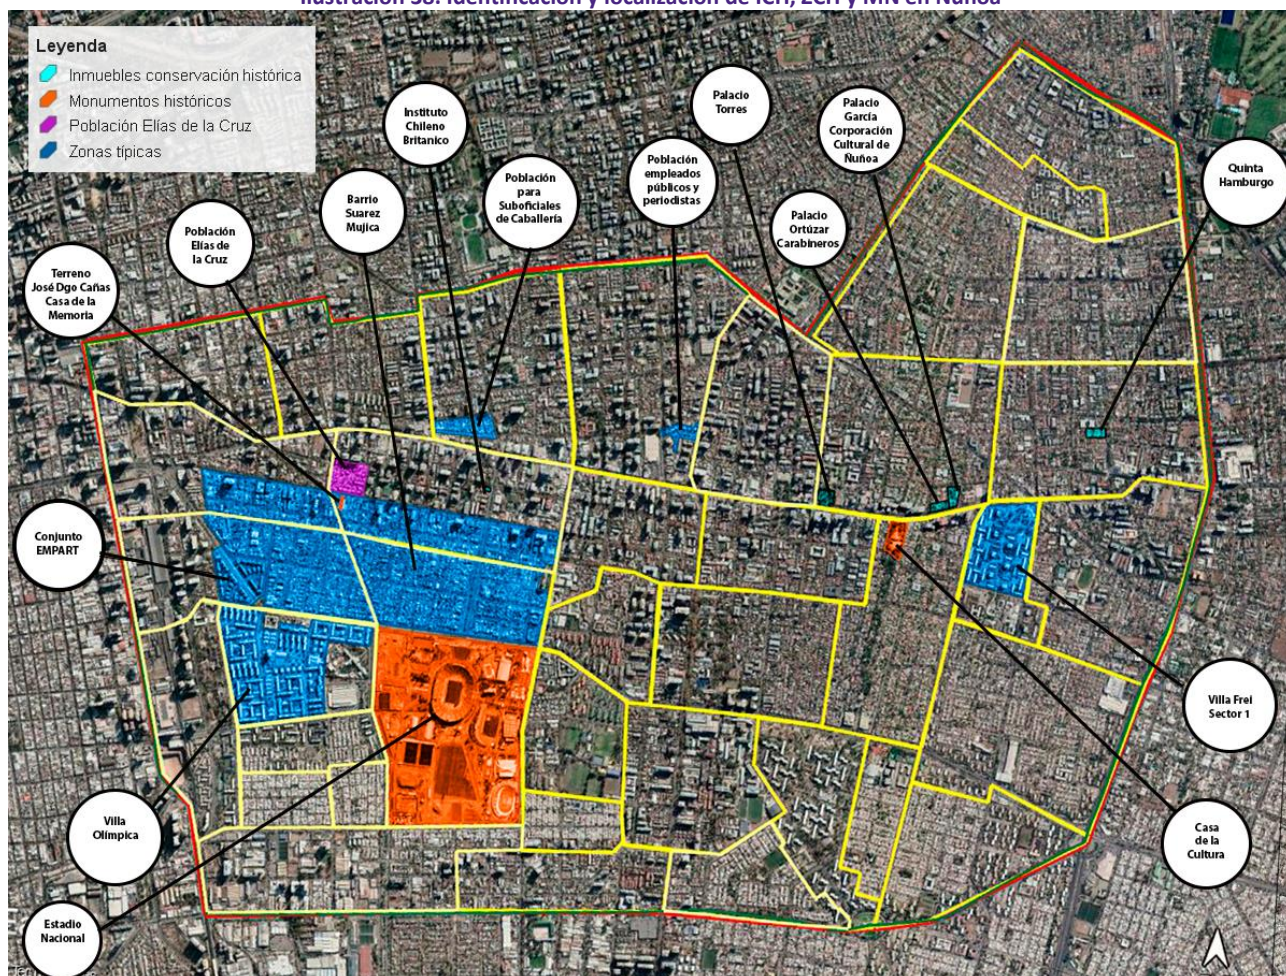 Ilustración 38. Identificación y localización de ICH, ZCH y MN en Ñuñoa
Leyenda
Inmuebles conservación histórica
Monumentos históricos
Población Elías de la Cruz
Zonas típicas
Instituto
Chileno
Britanico
Palacio
Torres
Palacio
García
Corporación
Cultural de
Ñuñoa
Población
para
Suboficiales
de Caballería
Población
empleados
públicos y
periodistas
Quinta
Hamburgo
Barrio
Suarez
Mujica
Palacio
Ortúzar
Carabineros
Población
Elías de
la Cruz
Terreno
José Dgo Cañas
Casa de la
Memoria
Conjunto
EMPART
Villa Frei
Sector 1
Villa
Olímpica
Casa
de la
Cultura
Estadio
Nacional